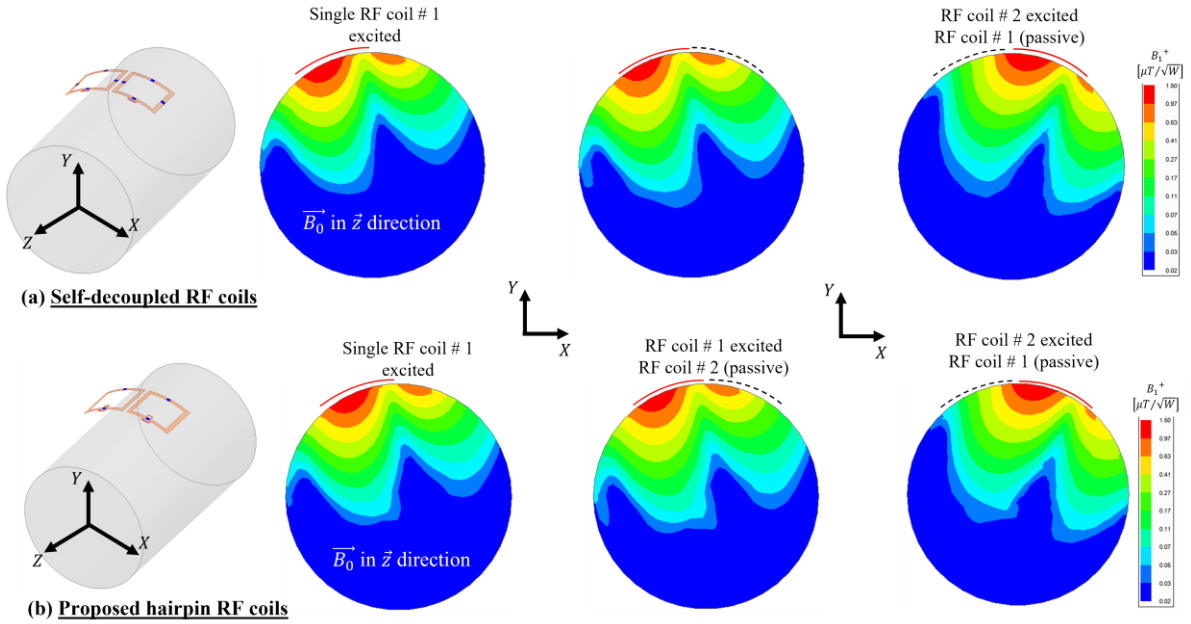 (a)
Single RF coil # 1
excited
RF coil # 2 excited
RF coil # 1 (passive)
B₁⁺
[μT/√W]
1.50
0.97
0.63
0.41
0.27
0.17
0.11
0.07
0.05
0.03
0.02
Y
Z
X
B₀ in z direction
(a) Self-decoupled RF coils
Y
X
Y
X
Single RF coil # 1
excited
RF coil # 1 excited
RF coil # 2 (passive)
RF coil # 2 excited
RF coil # 1 (passive)
B₁⁺
[μT/√W]
1.50
0.97
0.63
0.41
0.27
0.17
0.11
0.07
0.05
0.03
0.02
Y
Z
X
B₀ in z direction
(b) Proposed hairpin RF coils